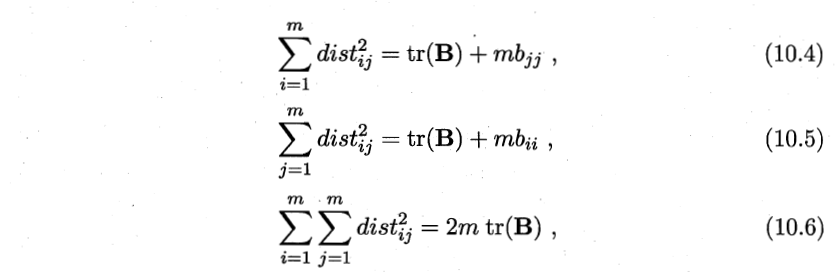 $\sum_{i=1}^{m} dist_{ij}^{2} = \mathrm{tr}(\mathbf{B}) + mb_{jj}\ ,$ (10.4)
$\sum_{j=1}^{m} dist_{ij}^{2} = \mathrm{tr}(\mathbf{B}) + mb_{ii}\ ,$ (10.5)
$\sum_{i=1}^{m} \sum_{j=1}^{m} dist_{ij}^{2} = 2m\ \mathrm{tr}(\mathbf{B})\ ,$ (10.6)